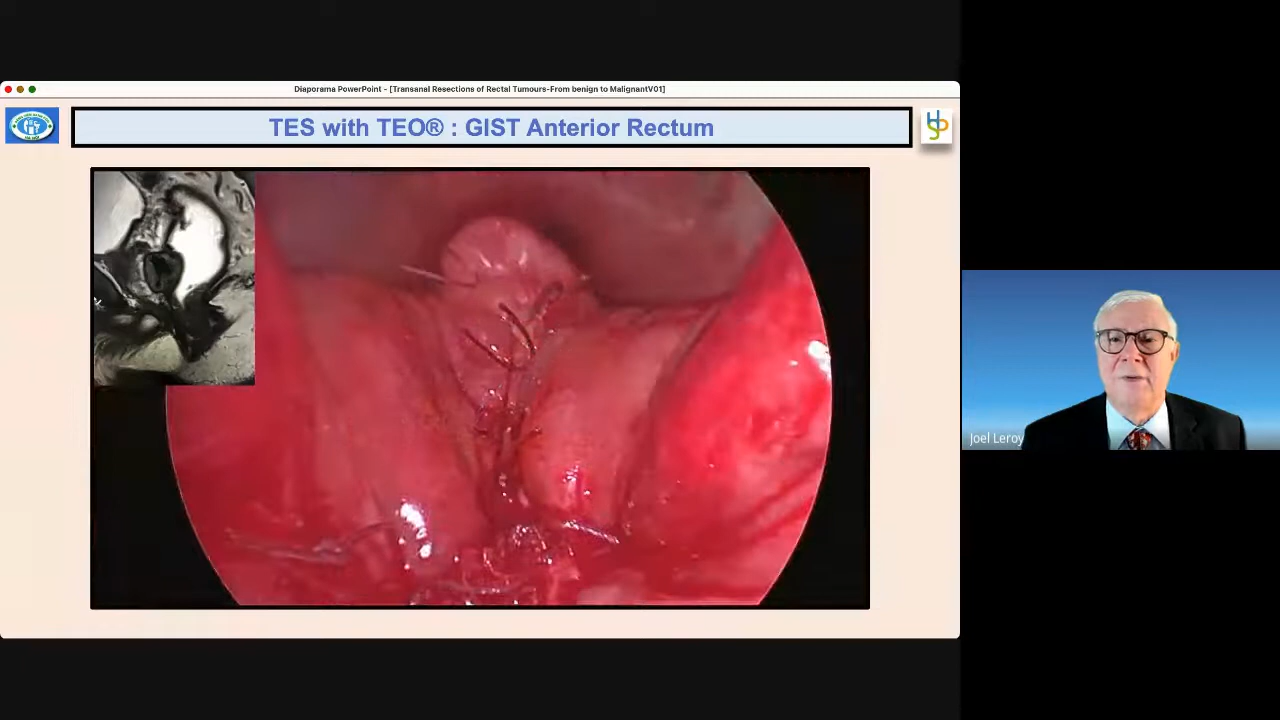 Diaporama PowerPoint - [Transanal Resections of Rectal Tumours-From benign to MalignantV01]
TES with TEO® : GIST Anterior Rectum
Joel Leroy